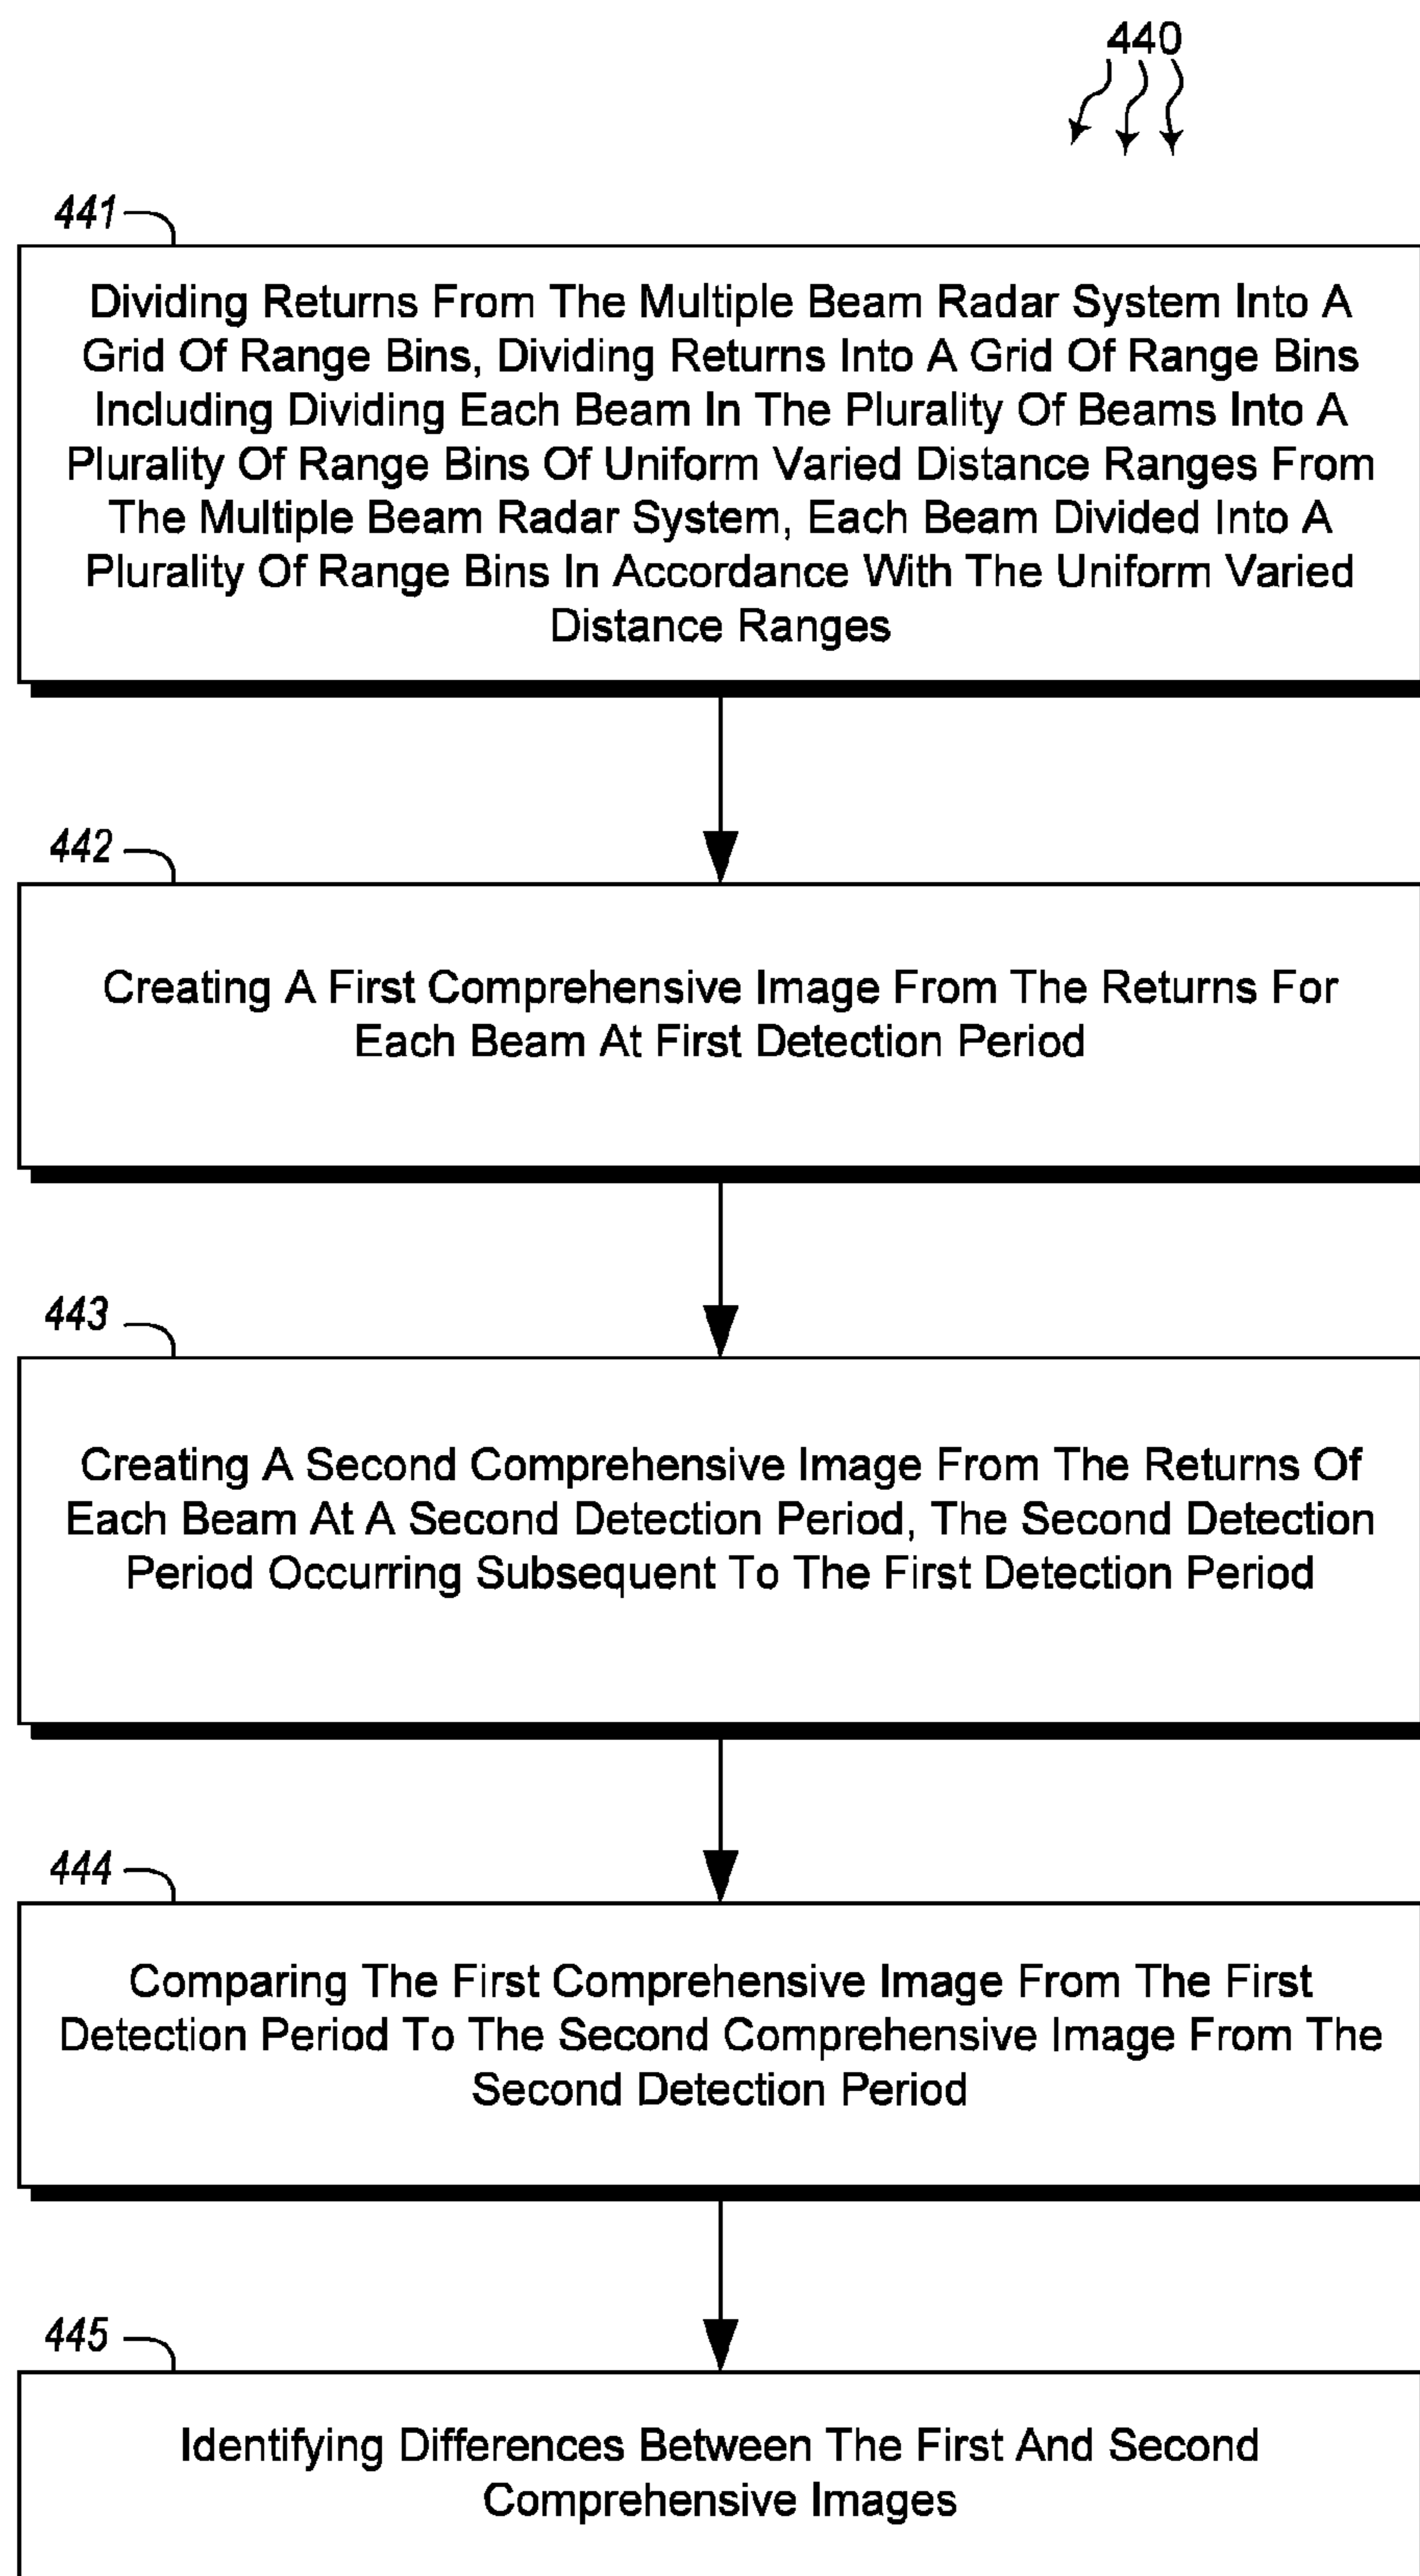 440
441
Dividing Returns From The Multiple Beam Radar System Into A
Grid Of Range Bins, Dividing Returns Into A Grid Of Range Bins
Including Dividing Each Beam In The Plurality Of Beams Into A
Plurality Of Range Bins Of Uniform Varied Distance Ranges From
The Multiple Beam Radar System, Each Beam Divided Into A
Plurality Of Range Bins In Accordance With The Uniform Varied
Distance Ranges
442
Creating A First Comprehensive Image From The Returns For
Each Beam At First Detection Period
443
Creating A Second Comprehensive Image From The Returns Of
Each Beam At A Second Detection Period, The Second Detection
Period Occurring Subsequent To The First Detection Period
444
Comparing The First Comprehensive Image From The First
Detection Period To The Second Comprehensive Image From The
Second Detection Period
445
Identifying Differences Between The First And Second
Comprehensive Images